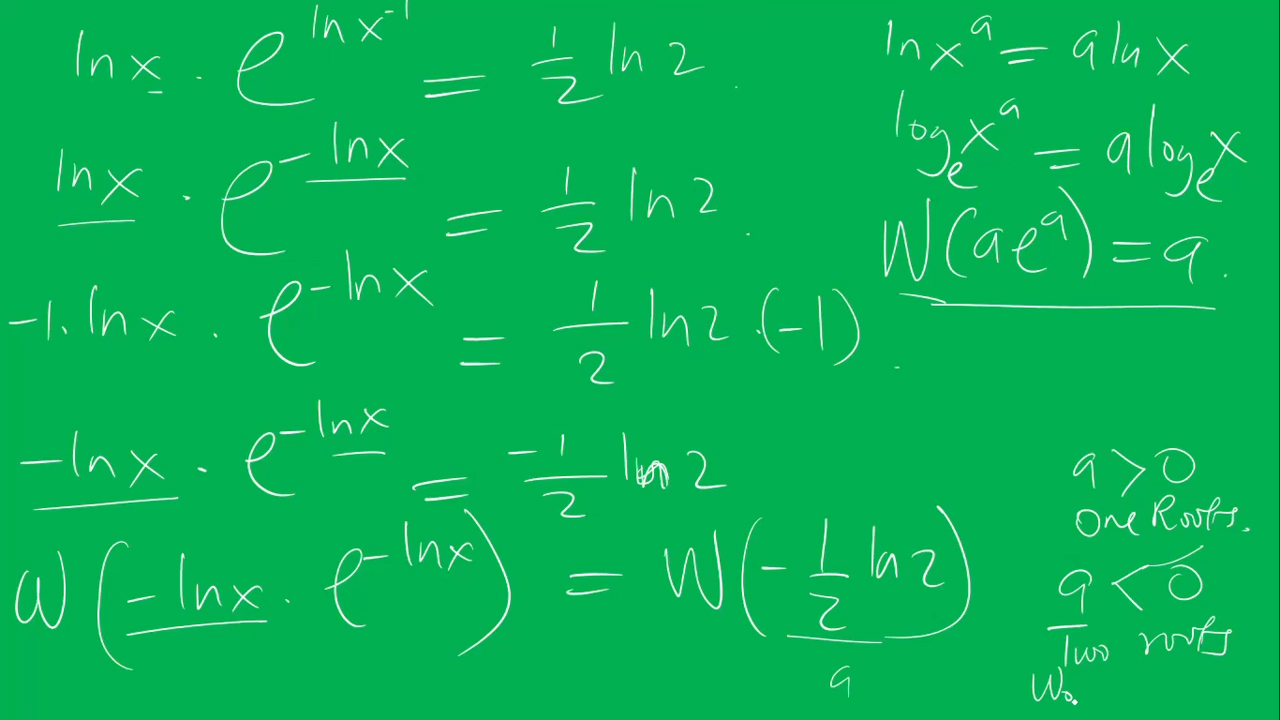 ln x · e^{ln x^{-1}} = 1/2 ln 2
ln x · e^{-ln x} = 1/2 ln 2
-1. ln x · e^{-ln x} = 1/2 ln 2 · (-1)
-ln x · e^{-ln x} = -1/2 ln 2
W(-ln x · e^{-ln x}) = W(-1/2 ln 2)
a
ln x^a = a ln x
log_e x^a = a log_e x
W(a e^a) = a
a > 0
One Roots.
a < 0
Two roots
W₀.